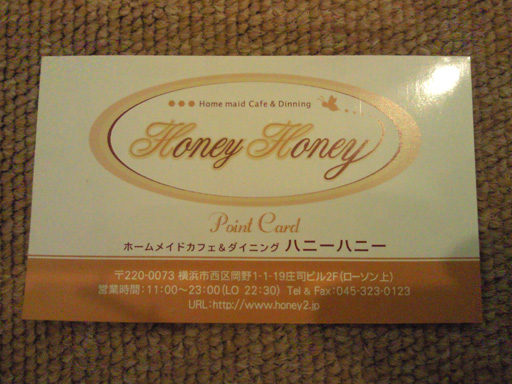 ●●● Home maid Cafe & Dinning
Honey Honey
Point Card
ホームメイドカフェ&ダイニング ハニーハニー
〒220-0073 横浜市西区岡野1-1-19庄司ビル2F(ローソン上)
営業時間:11:00〜23:00(LO 22:30) Tel & Fax:045-323-0123
URL:http://www.honey2.jp